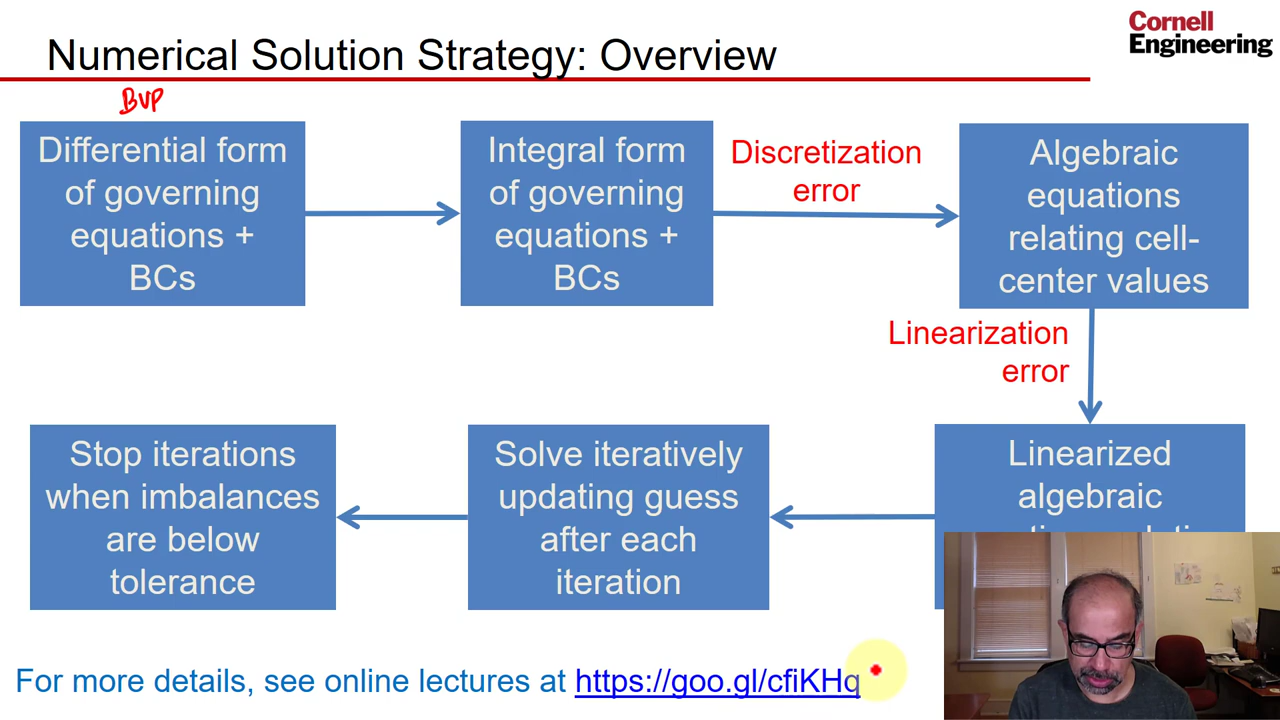 Numerical Solution Strategy: Overview
Cornell
Engineering
BVP
Differential form
of governing
equations +
BCs
Integral form
of governing
equations +
BCs
Discretization
error
Algebraic
equations
relating cell-
center values
Linearization
error
Linearized
algebraic
Solve iteratively
updating guess
after each
iteration
Stop iterations
when imbalances
are below
tolerance
For more details, see online lectures at https://goo.gl/cfiKHq